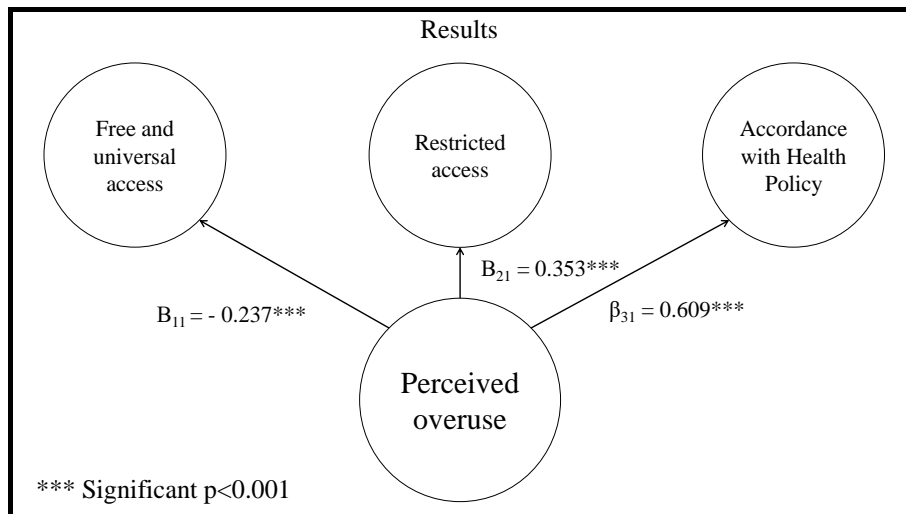 Results
Free and
universal
access
Restricted
access
Accordance
with Health
Policy
B₂₁ = 0.353***
B₁₁ = - 0.237***
β₃₁ = 0.609***
Perceived
overuse
*** Significant p<0.001